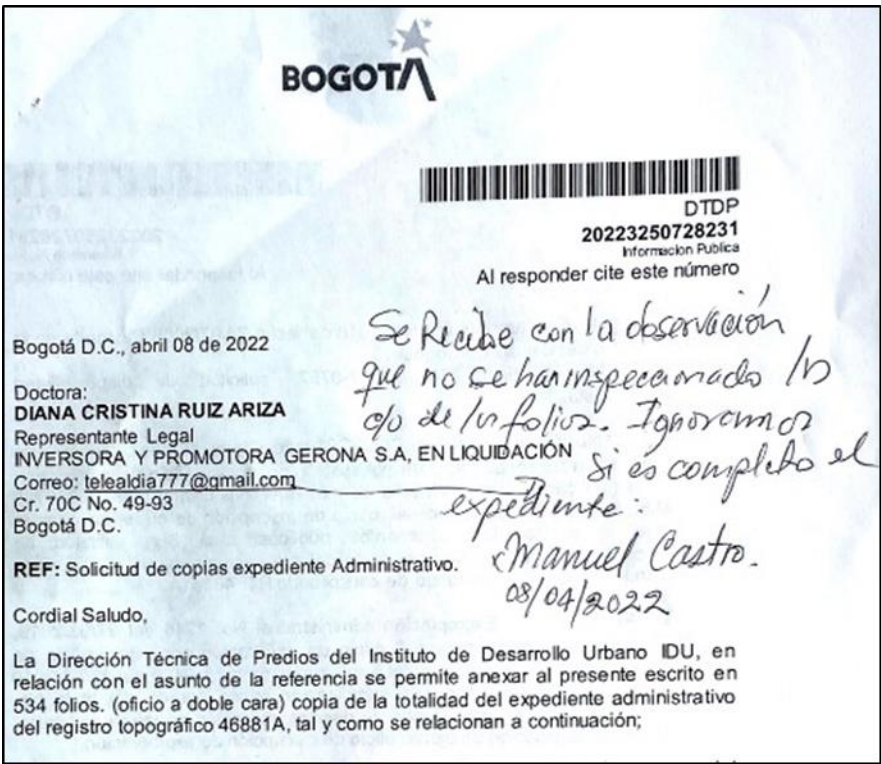 BOGOTÁ
DTDP
20223250728231
Informacion Publica
Al responder cite este número
Se Recibe con la observación
que no se han inspeccionado los
c/o de los folios. Ignoramos
si es completo el
expediente.
Manuel Castro.
08/04/2022
Bogotá D.C., abril 08 de 2022
Doctora:
DIANA CRISTINA RUIZ ARIZA
Representante Legal
INVERSORA Y PROMOTORA GERONA S.A, EN LIQUIDACIÓN
Correo: telealdia777@gmail.com
Cr. 70C No. 49-93
Bogotá D.C.
REF: Solicitud de copias expediente Administrativo.
Cordial Saludo,
La Dirección Técnica de Predios del Instituto de Desarrollo Urbano IDU, en
relación con el asunto de la referencia se permite anexar al presente escrito en
534 folios. (oficio a doble cara) copia de la totalidad del expediente administrativo
del registro topográfico 46881A, tal y como se relacionan a continuación;